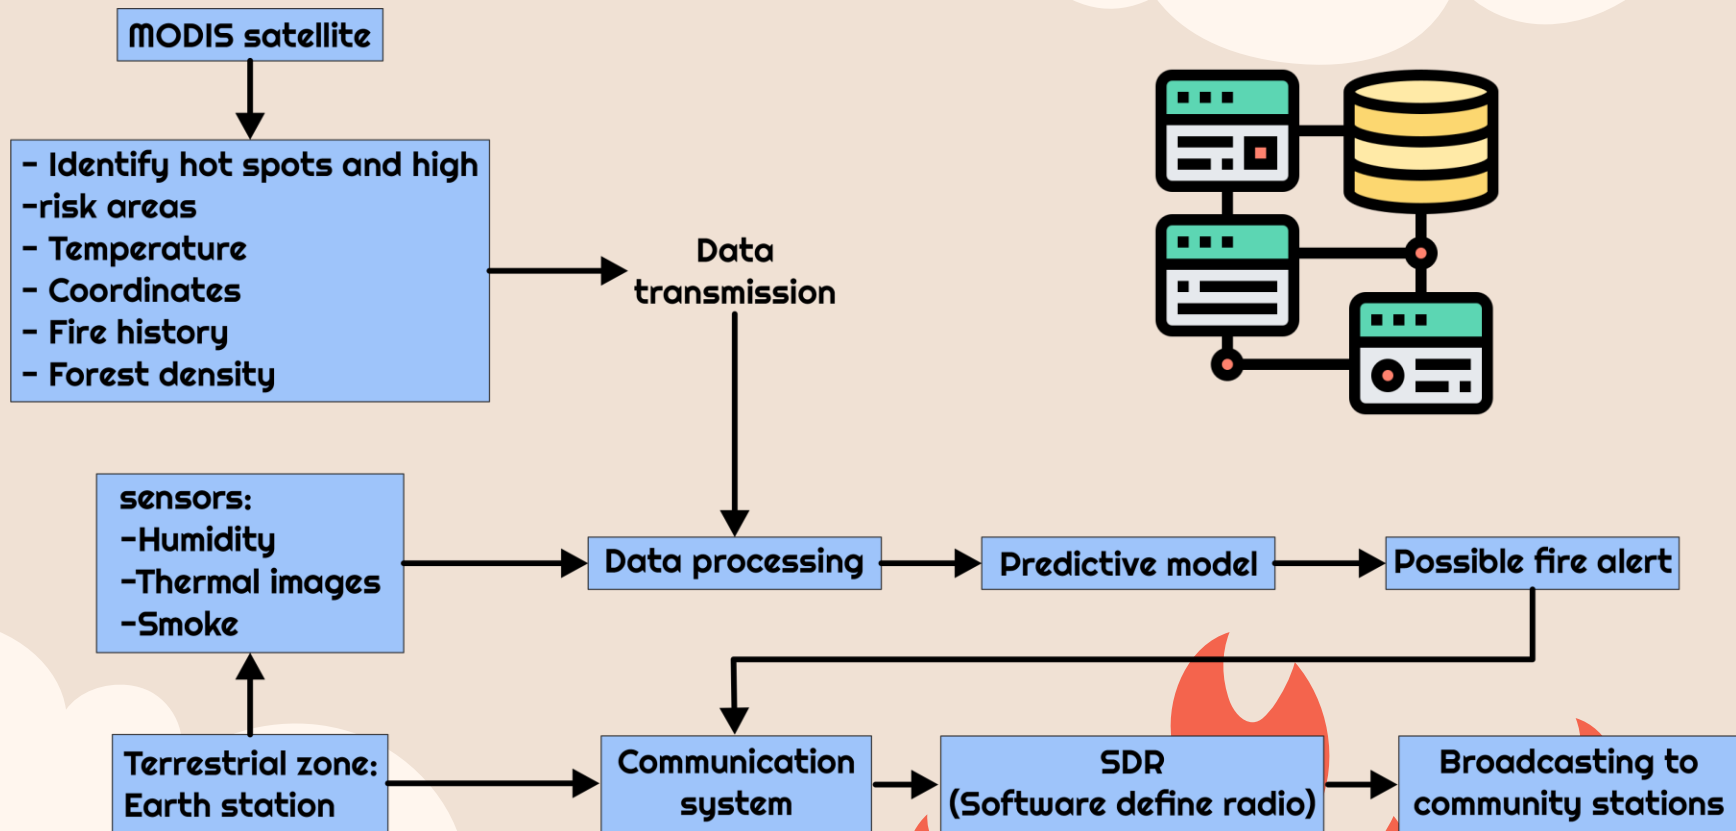 MODIS satellite
- Identify hot spots and high
-risk areas
- Temperature
- Coordinates
- Fire history
- Forest density
Data
transmission
sensors:
-Humidity
-Thermal images
-Smoke
Data processing
Predictive model
Possible fire alert
Terrestrial zone:
Earth station
Communication
system
SDR
(Software define radio)
Broadcasting to
community stations